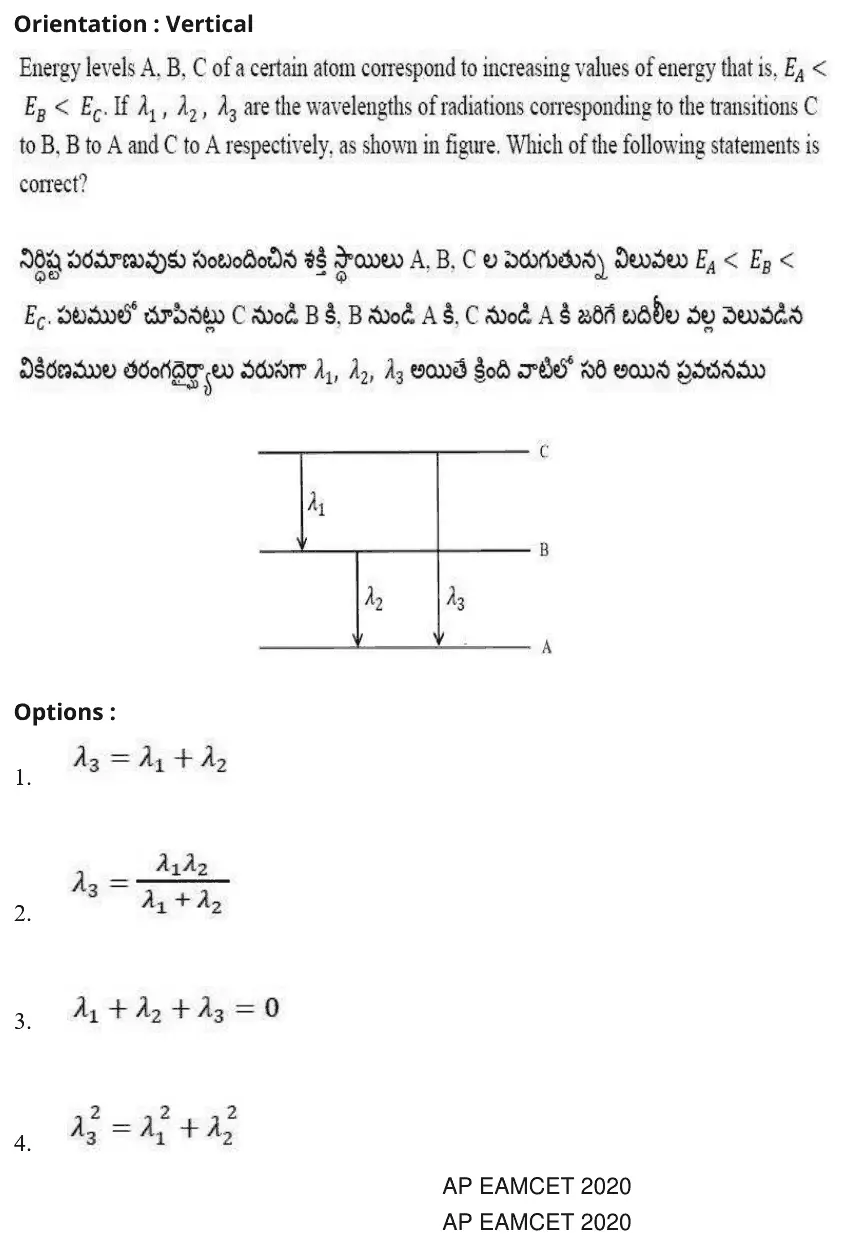 Orientation : Vertical
Energy levels A, B, C of a certain atom correspond to increasing values of energy that is, E_A <
E_B < E_C. If λ₁ , λ₂ , λ₃ are the wavelengths of radiations corresponding to the transitions C
to B, B to A and C to A respectively, as shown in figure. Which of the following statements is
correct?
నిర్ధిష్ట పరమాణువుకు సంబందించిన శక్తి స్థాయిలు A, B, C ల పెరుగుతున్న విలువలు E_A < E_B <
E_C. పటములో చూపినట్లు C నుండి B కి, B నుండి A కి, C నుండి A కి జరిగే బదిలీల వల్ల వెలువడిన
వికిరణముల తరంగదైర్ఘ్యాలు వరుసగా λ₁, λ₂, λ₃ అయితే క్రింది వాటిలో సరి అయిన ప్రవచనము
C
λ₁
B
λ₂ λ₃
A
Options :
1. λ₃ = λ₁ + λ₂
2. λ₃ = λ₁λ₂ / (λ₁ + λ₂)
3. λ₁ + λ₂ + λ₃ = 0
4. λ₃² = λ₁² + λ₂²
AP EAMCET 2020
AP EAMCET 2020